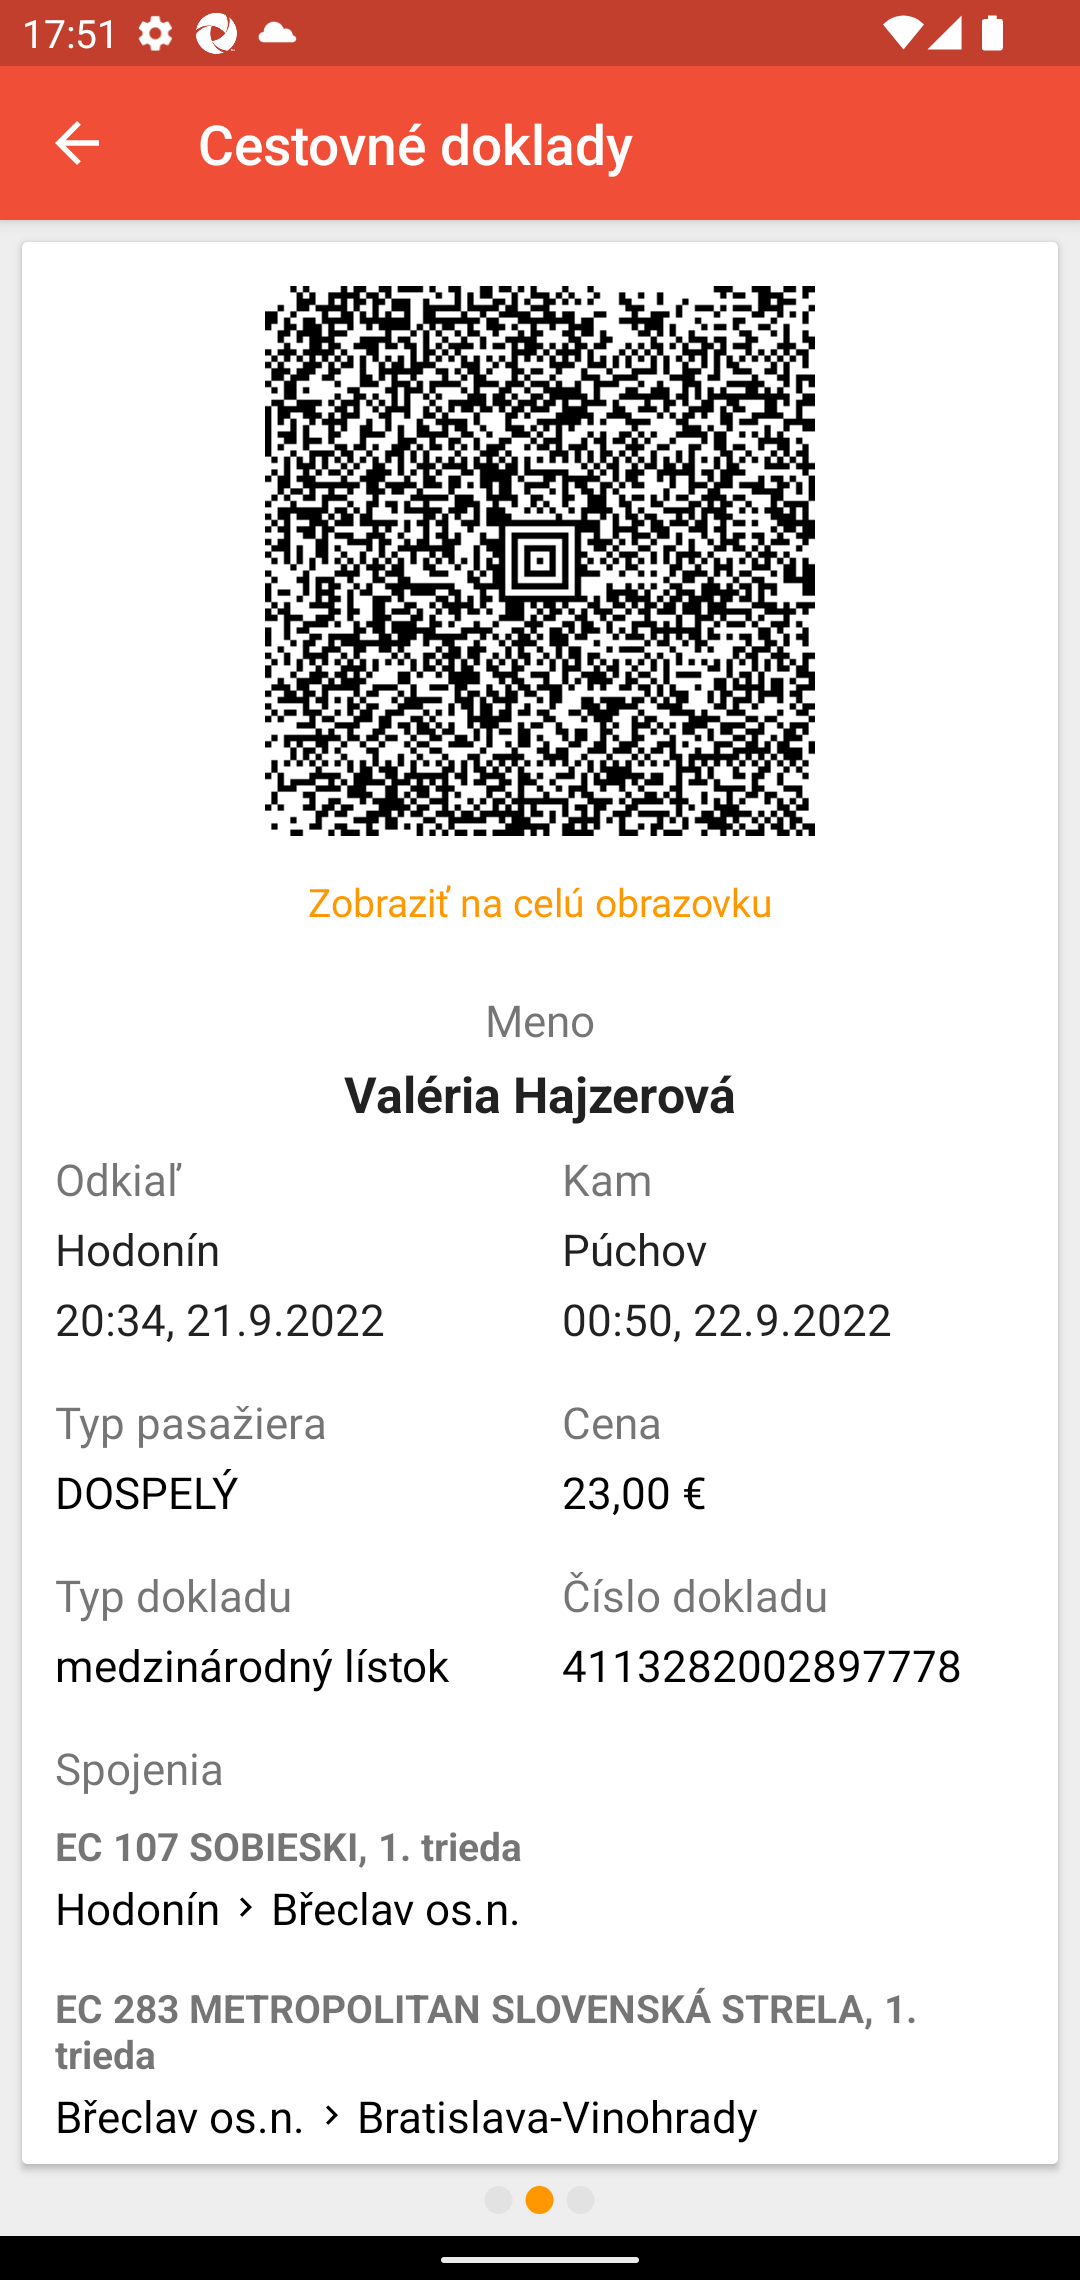 17:51
Cestovné doklady
Zobraziť na celú obrazovku
Meno
Valéria Hajzerová
Odkiaľ
Kam
Hodonín
Púchov
20:34, 21.9.2022
00:50, 22.9.2022
Typ pasažiera
Cena
DOSPELÝ
23,00 €
Typ dokladu
Číslo dokladu
medzinárodný lístok
4113282002897778
Spojenia
EC 107 SOBIESKI, 1. trieda
Hodonín > Břeclav os.n.
EC 283 METROPOLITAN SLOVENSKÁ STRELA, 1.
trieda
Břeclav os.n. > Bratislava-Vinohrady